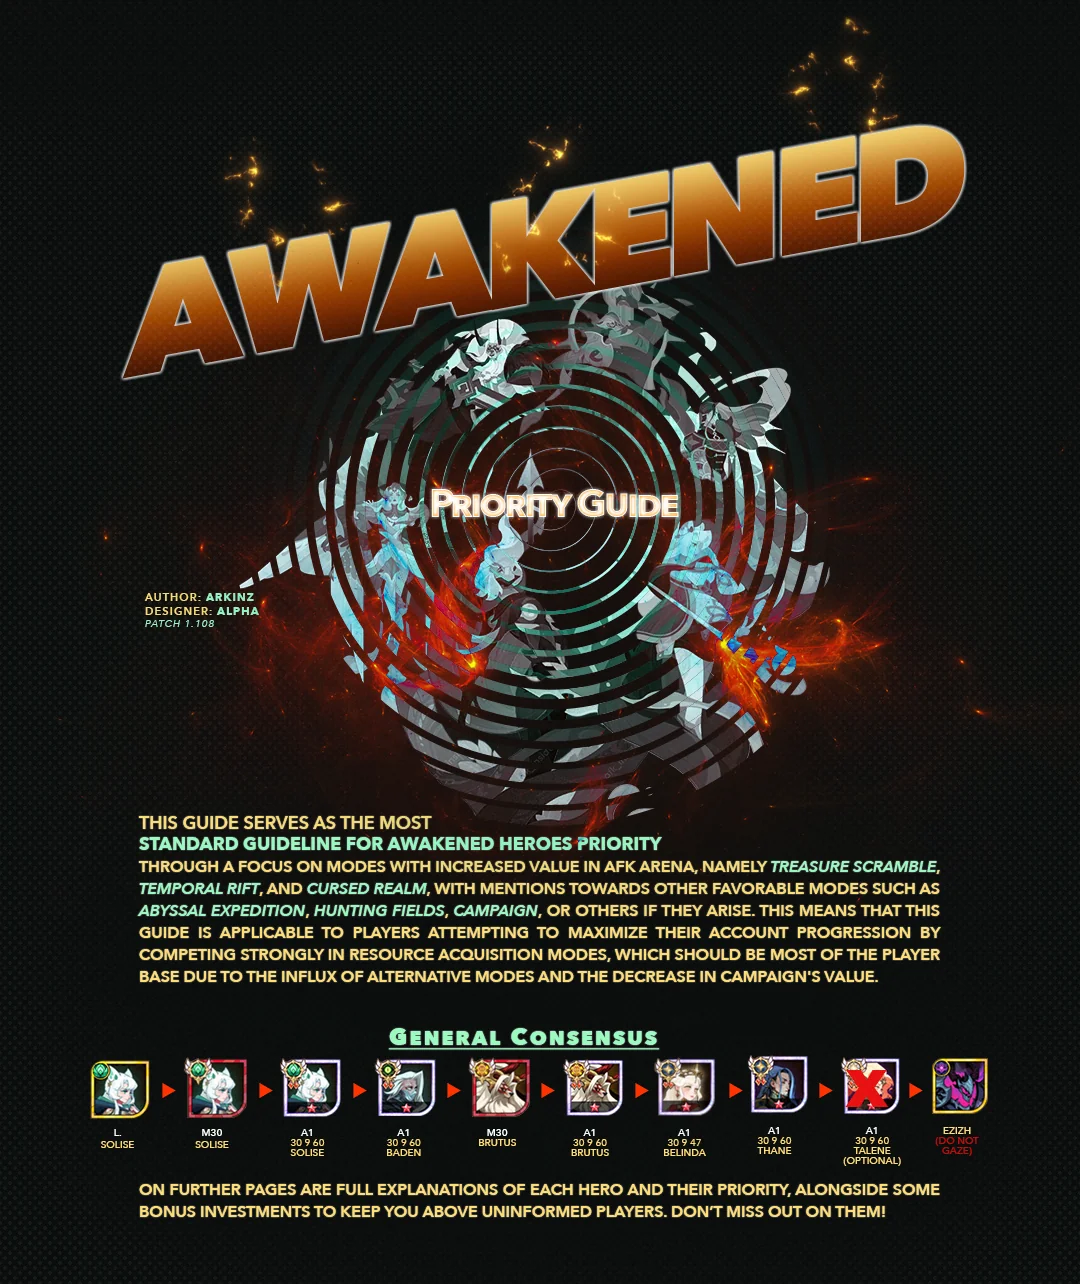 AWAKENED
PRIORITY GUIDE
AUTHOR: ARKINZ
DESIGNER: ALPHA
PATCH 1.108
THIS GUIDE SERVES AS THE MOST
STANDARD GUIDELINE FOR AWAKENED HEROES PRIORITY
THROUGH A FOCUS ON MODES WITH INCREASED VALUE IN AFK ARENA, NAMELY TREASURE SCRAMBLE,
TEMPORAL RIFT, AND CURSED REALM, WITH MENTIONS TOWARDS OTHER FAVORABLE MODES SUCH AS
ABYSSAL EXPEDITION, HUNTING FIELDS, CAMPAIGN, OR OTHERS IF THEY ARISE. THIS MEANS THAT THIS
GUIDE IS APPLICABLE TO PLAYERS ATTEMPTING TO MAXIMIZE THEIR ACCOUNT PROGRESSION BY
COMPETING STRONGLY IN RESOURCE ACQUISITION MODES, WHICH SHOULD BE MOST OF THE PLAYER
BASE DUE TO THE INFLUX OF ALTERNATIVE MODES AND THE DECREASE IN CAMPAIGN'S VALUE.
GENERAL CONSENSUS
L.
SOLISE
M30
SOLISE
A1
30 9 60
SOLISE
A1
30 9 60
BADEN
M30
BRUTUS
A1
30 9 60
BRUTUS
A1
30 9 47
BELINDA
A1
30 9 60
THANE
X
A1
30 9 60
TALENE
(OPTIONAL)
EZIZH
(DO NOT
GAZE)
ON FURTHER PAGES ARE FULL EXPLANATIONS OF EACH HERO AND THEIR PRIORITY, ALONGSIDE SOME
BONUS INVESTMENTS TO KEEP YOU ABOVE UNINFORMED PLAYERS. DON'T MISS OUT ON THEM!